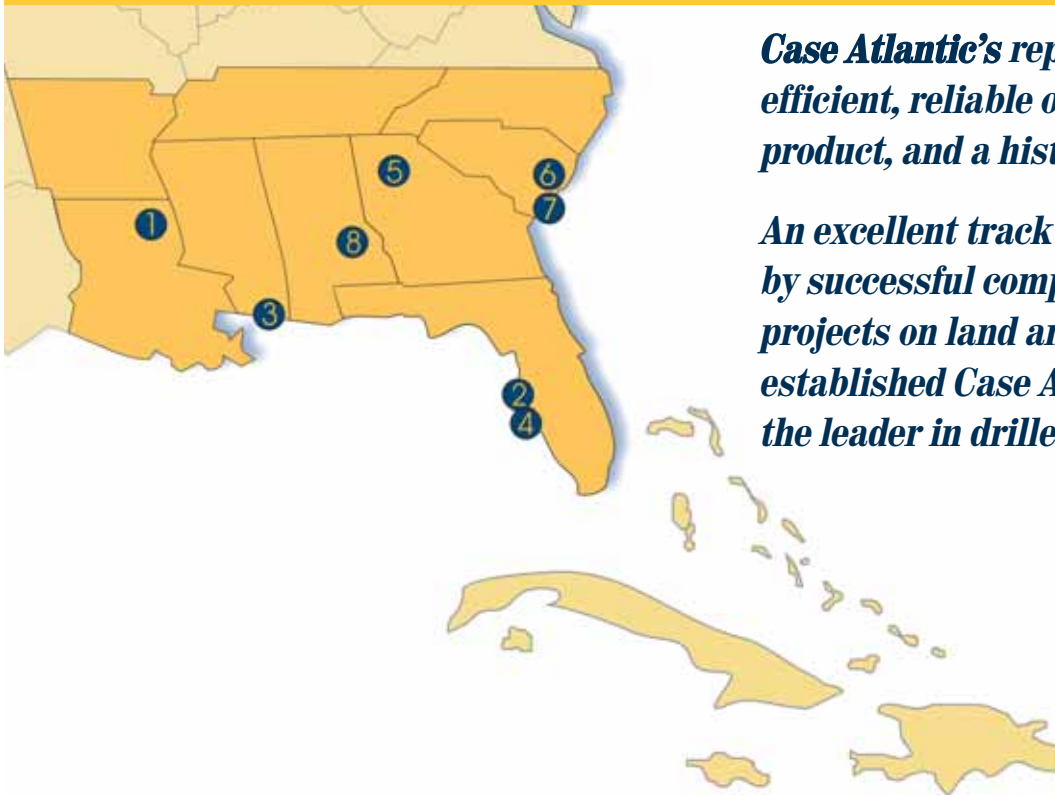 Case Atlantic's rep
efficient, reliable o
product, and a hist
An excellent track
by successful comp
projects on land an
established Case A
the leader in drille
5
6
7
1
8
3
2
4